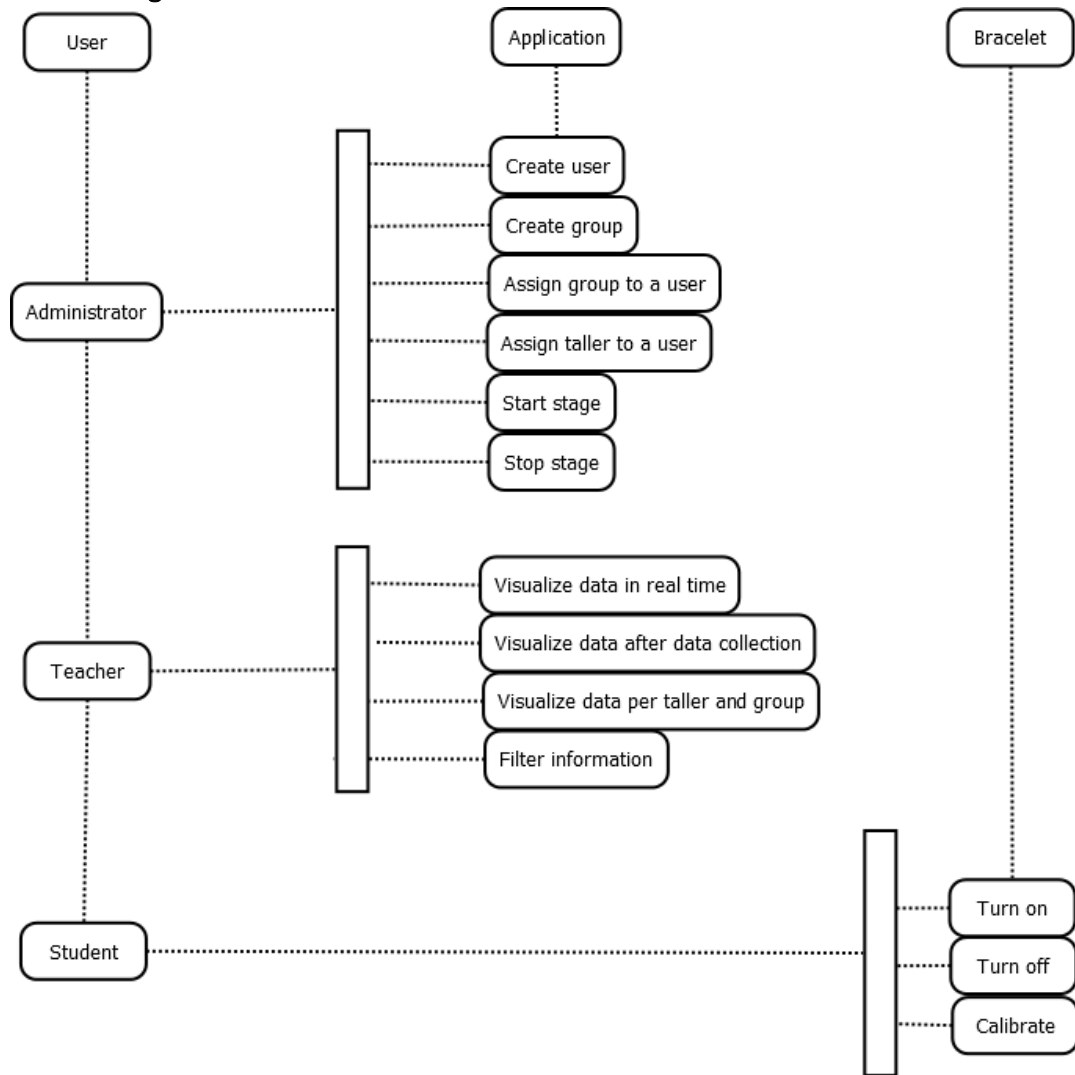 User
Application
Bracelet
Create user
Create group
Assign group to a user
Administrator
Assign taller to a user
Start stage
Stop stage
Visualize data in real time
Visualize data after data collection
Teacher
Visualize data per taller and group
Filter information
Turn on
Student
Turn off
Calibrate